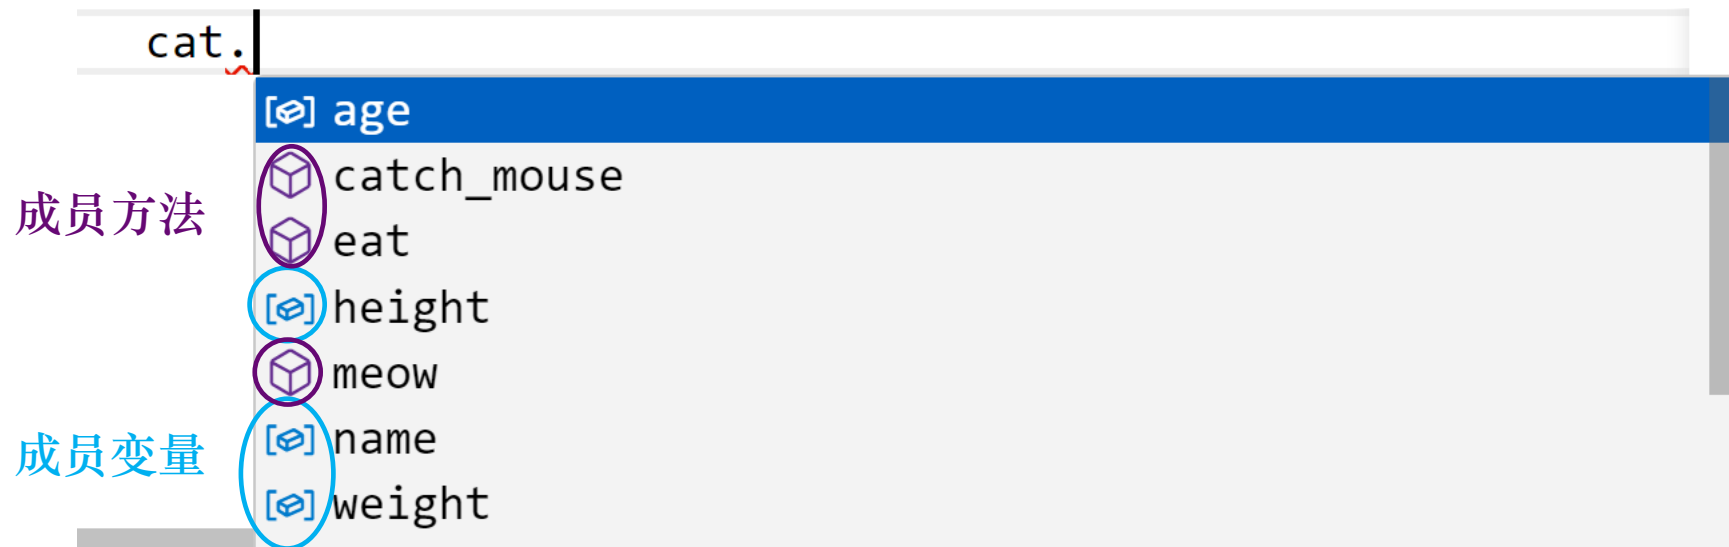 cat.
age
catch_mouse
成员方法
eat
height
meow
name
成员变量
weight